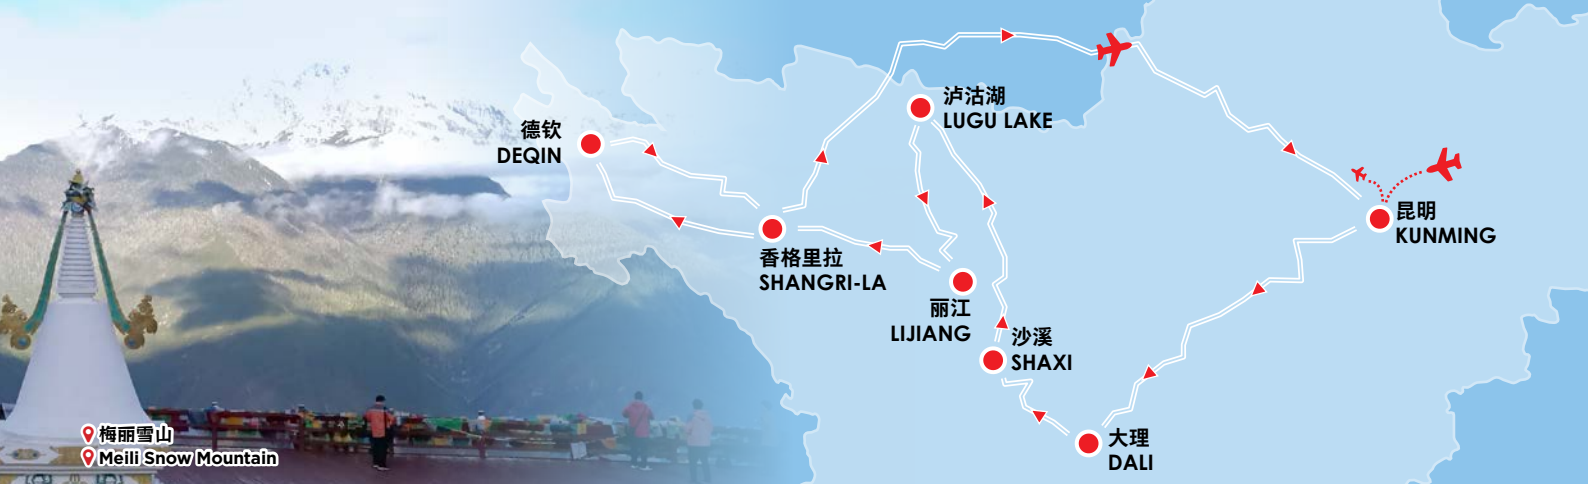 德钦
DEQIN
泸沽湖
LUGU LAKE
香格里拉
SHANGRI-LA
丽江
LIJIANG
昆明
KUNMING
沙溪
SHAXI
大理
DALI
梅丽雪山
Meili Snow Mountain